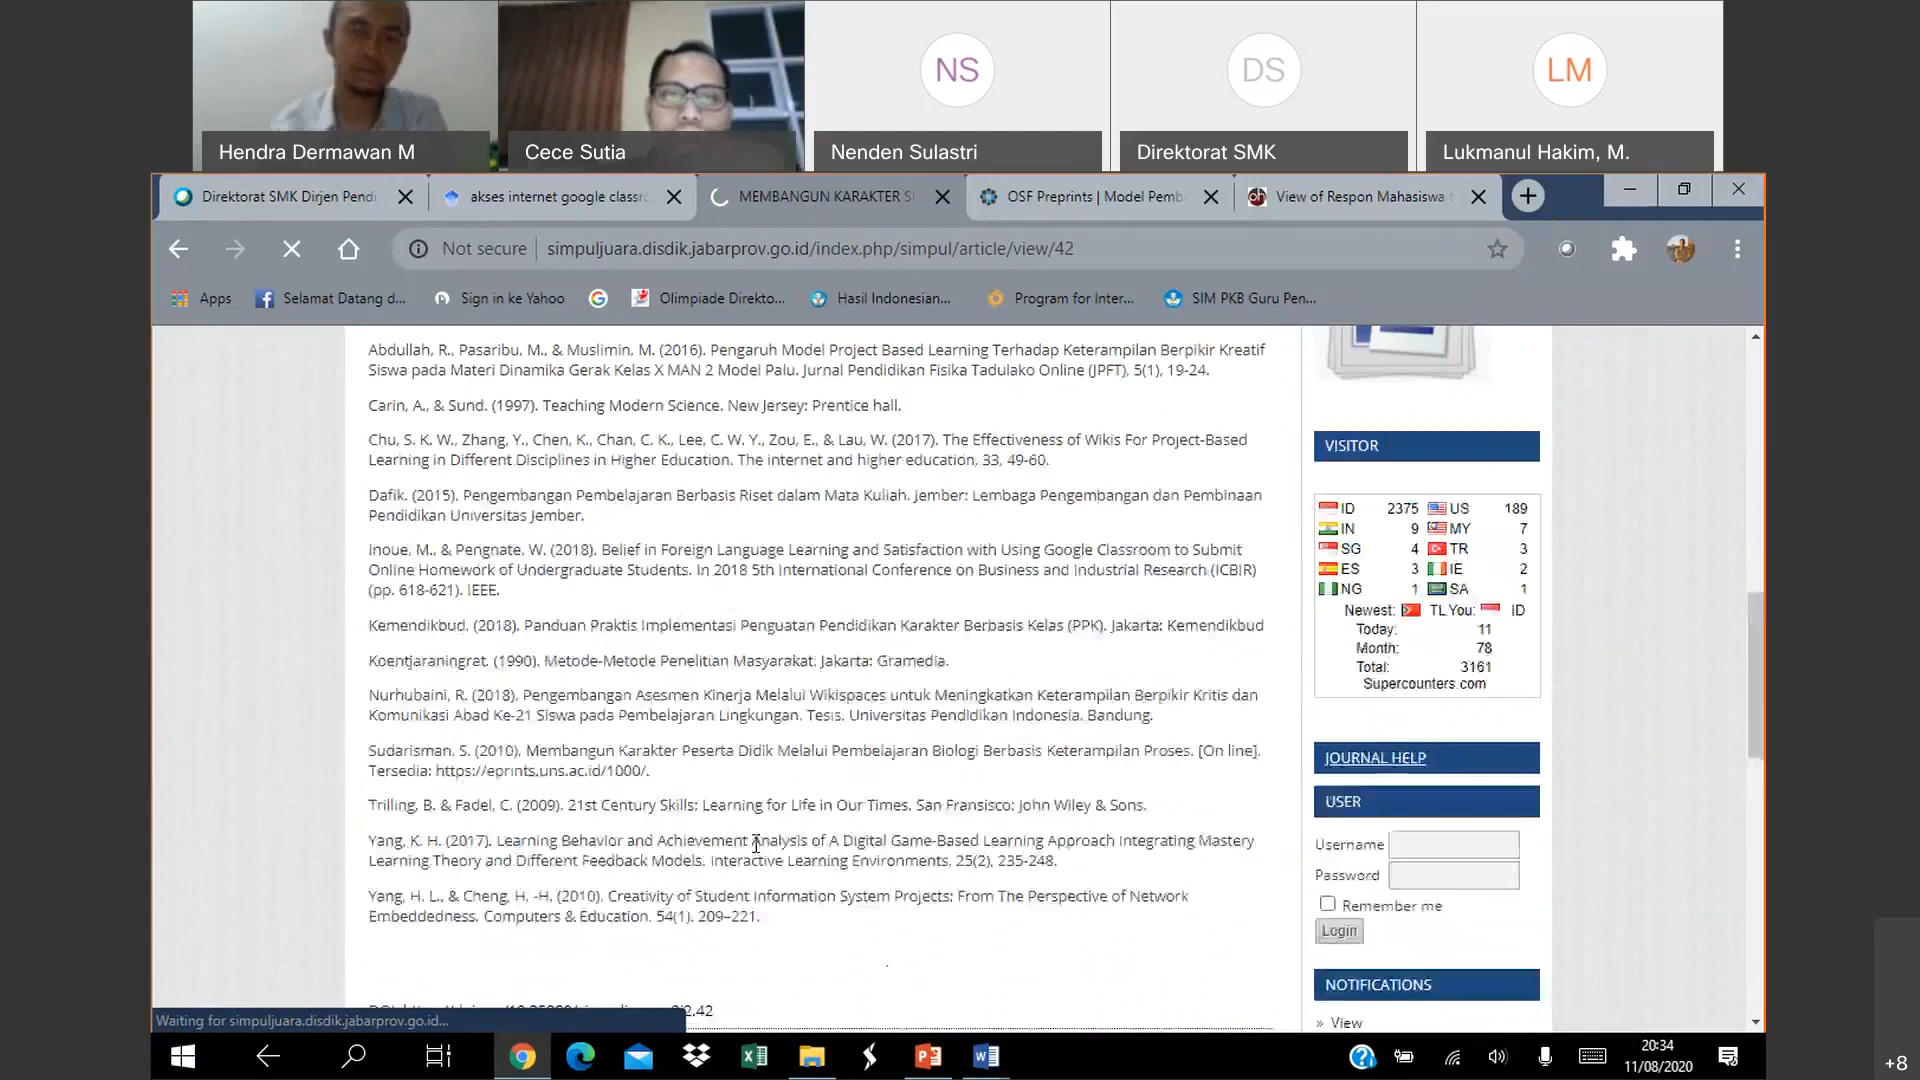 NS
DS
LM
Hendra Dermawan M
Cece Sutia
Nenden Sulastri
Direktorat SMK
Lukmanul Hakim, M.
Direktorat SMK Dirjen Pendi
akses internet google classr
MEMBANGUN KARAKTER S
OSF Preprints | Model Pemb
View of Respon Mahasiswa t
Not secure
simpuljuara.disdik.jabarprov.go.id/index.php/simpul/article/view/42
Apps
Selamat Datang d...
Sign in ke Yahoo
Olimpiade Direkto...
Hasil Indonesian...
Program for Inter...
SIM PKB Guru Pen...
Abdullah, R., Pasaribu, M., & Muslimin, M. (2016). Pengaruh Model Project Based Learning Terhadap Keterampilan Berpikir Kreatif
Siswa pada Materi Dinamika Gerak Kelas X MAN 2 Model Palu. Jurnal Pendidikan Fisika Tadulako Online (JPFT), 5(1), 19-24.
Carin, A., & Sund. (1997). Teaching Modern Science. New Jersey: Prentice hall.
Chu, S. K. W., Zhang, Y., Chen, K., Chan, C. K., Lee, C. W. Y., Zou, E., & Lau, W. (2017). The Effectiveness of Wikis For Project-Based
Learning in Different Disciplines in Higher Education. The internet and higher education, 33, 49-60.
Dafik. (2015). Pengembangan Pembelajaran Berbasis Riset dalam Mata Kuliah. Jember: Lembaga Pengembangan dan Pembinaan
Pendidikan Universitas Jember.
Inoue, M., & Pengnate, W. (2018). Belief in Foreign Language Learning and Satisfaction with Using Google Classroom to Submit
Online Homework of Undergraduate Students. In 2018 5th International Conference on Business and Industrial Research (ICBIR)
(pp. 618-621). IEEE.
Kemendikbud. (2018). Panduan Praktis Implementasi Penguatan Pendidikan Karakter Berbasis Kelas (PPK). Jakarta: Kemendikbud
Koentjaraningrat. (1990). Metode-Metode Penelitian Masyarakat. Jakarta: Gramedia.
Nurhubaini, R. (2018). Pengembangan Asesmen Kinerja Melalui Wikispaces untuk Meningkatkan Keterampilan Berpikir Kritis dan
Komunikasi Abad Ke-21 Siswa pada Pembelajaran Lingkungan. Tesis. Universitas Pendidikan Indonesia. Bandung.
Sudarisman. S. (2010). Membangun Karakter Peserta Didik Melalui Pembelajaran Biologi Berbasis Keterampilan Proses. [On line].
Tersedia: https://eprints.uns.ac.id/1000/.
Trilling, B. & Fadel, C. (2009). 21st Century Skills: Learning for Life in Our Times. San Fransisco: John Wiley & Sons.
Yang, K. H. (2017). Learning Behavior and Achievement Analysis of A Digital Game-Based Learning Approach Integrating Mastery
Learning Theory and Different Feedback Models. Interactive Learning Environments, 25(2), 235-248.
Yang, H. L., & Cheng, H. -H. (2010). Creativity of Student Information System Projects: From The Perspective of Network
Embeddedness. Computers & Education. 54(1). 209–221.
2.42
VISITOR
ID 2375 US 189
IN 9 MY 7
SG 4 TR 3
ES 3 IE 2
NG 1 SA 1
Newest: TL You: ID
Today: 11
Month: 78
Total: 3161
Supercounters.com
JOURNAL HELP
USER
Username
Password
Remember me
Login
NOTIFICATIONS
» View
Waiting for simpuljuara.disdik.jabarprov.go.id...
20:34
11/08/2020
+8